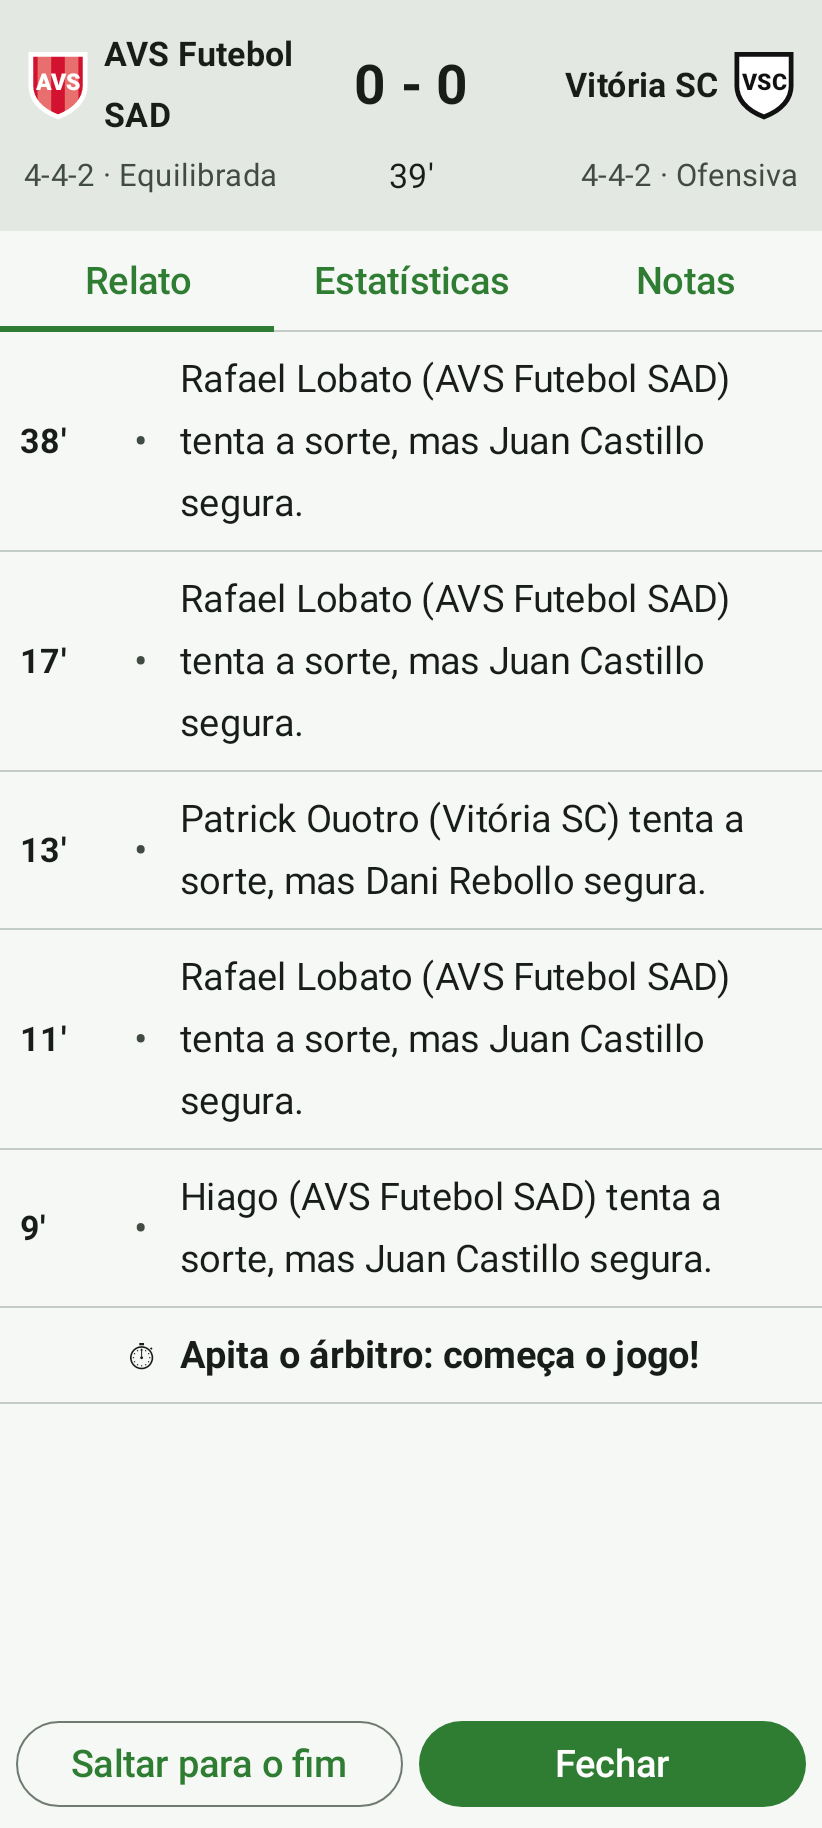 AVS
AVS Futebol
SAD
0 - 0
Vitória SC
VSC
4-4-2 · Equilibrada
39'
4-4-2 · Ofensiva
Relato
Estatísticas
Notas
Rafael Lobato (AVS Futebol SAD)
38' • tenta a sorte, mas Juan Castillo
segura.
Rafael Lobato (AVS Futebol SAD)
17' • tenta a sorte, mas Juan Castillo
segura.
13' • Patrick Ouotro (Vitória SC) tenta a
sorte, mas Dani Rebollo segura.
Rafael Lobato (AVS Futebol SAD)
11' • tenta a sorte, mas Juan Castillo
segura.
9' • Hiago (AVS Futebol SAD) tenta a
sorte, mas Juan Castillo segura.
⏱ Apita o árbitro: começa o jogo!
Saltar para o fim
Fechar